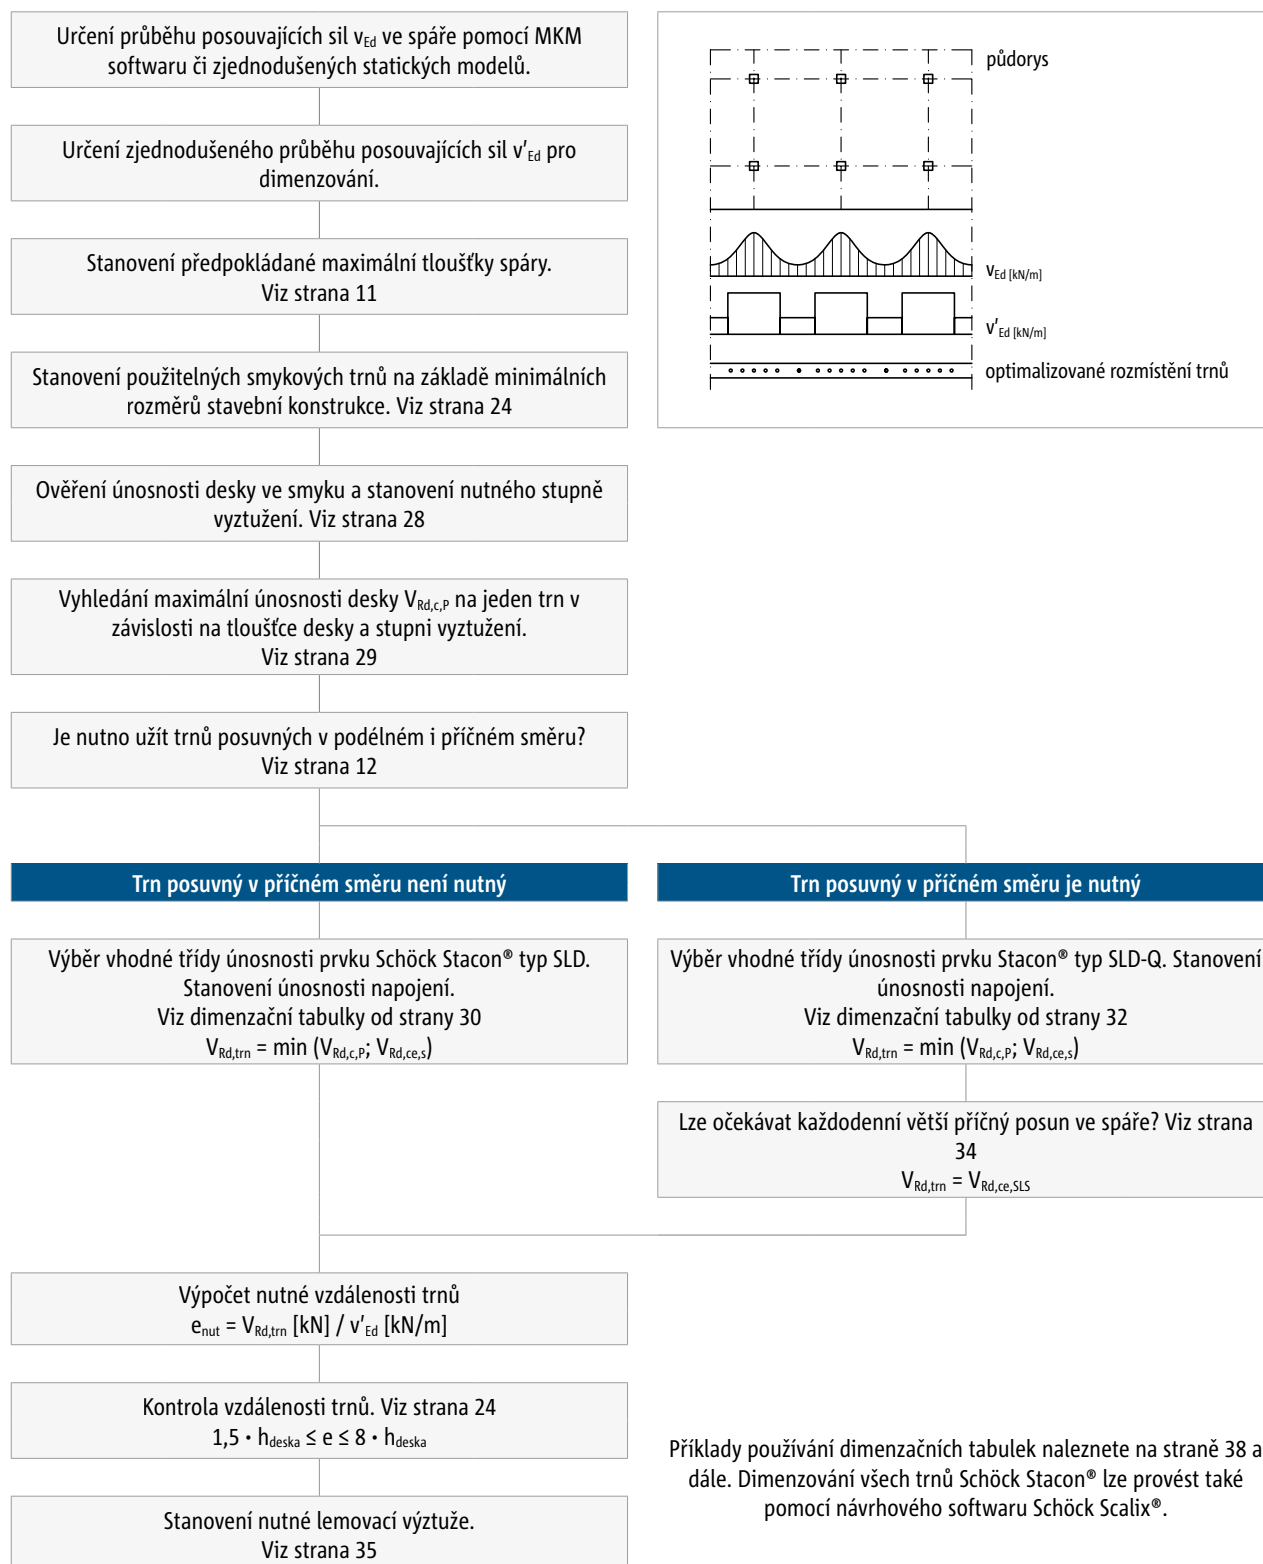 Určení průběhu posouvajících sil vEd ve spáře pomocí MKM
softwaru či zjednodušených statických modelů.
Určení zjednodušeného průběhu posouvajících sil v′Ed pro
dimenzování.
Stanovení předpokládané maximální tloušťky spáry.
Viz strana 11
Stanovení použitelných smykových trnů na základě minimálních
rozměrů stavební konstrukce. Viz strana 24
Ověření únosnosti desky ve smyku a stanovení nutného stupně
vyztužení. Viz strana 28
Vyhledání maximální únosnosti desky VRd,c,P na jeden trn v
závislosti na tloušťce desky a stupni vyztužení.
Viz strana 29
Je nutno užít trnů posuvných v podélném i příčném směru?
Viz strana 12
půdorys
vEd [kN/m]
v′Ed [kN/m]
optimalizované rozmístění trnů
Trn posuvný v příčném směru není nutný
Výběr vhodné třídy únosnosti prvku Schöck Stacon® typ SLD.
Stanovení únosnosti napojení.
Viz dimenzační tabulky od strany 30
VRd,trn = min (VRd,c,P; VRd,ce,s)
Trn posuvný v příčném směru je nutný
Výběr vhodné třídy únosnosti prvku Stacon® typ SLD-Q. Stanovení
únosnosti napojení.
Viz dimenzační tabulky od strany 32
VRd,trn = min (VRd,c,P; VRd,ce,s)
Lze očekávat každodenní větší příčný posun ve spáře? Viz strana
34
VRd,trn = VRd,ce,SLS
Výpočet nutné vzdálenosti trnů
enut = VRd,trn [kN] / v′Ed [kN/m]
Kontrola vzdálenosti trnů. Viz strana 24
1,5 • hdeska ≤ e ≤ 8 • hdeska
Stanovení nutné lemovací výztuže.
Viz strana 35
Příklady používání dimenzačních tabulek naleznete na straně 38 a
dále. Dimenzování všech trnů Schöck Stacon® lze provést také
pomocí návrhového softwaru Schöck Scalix®.